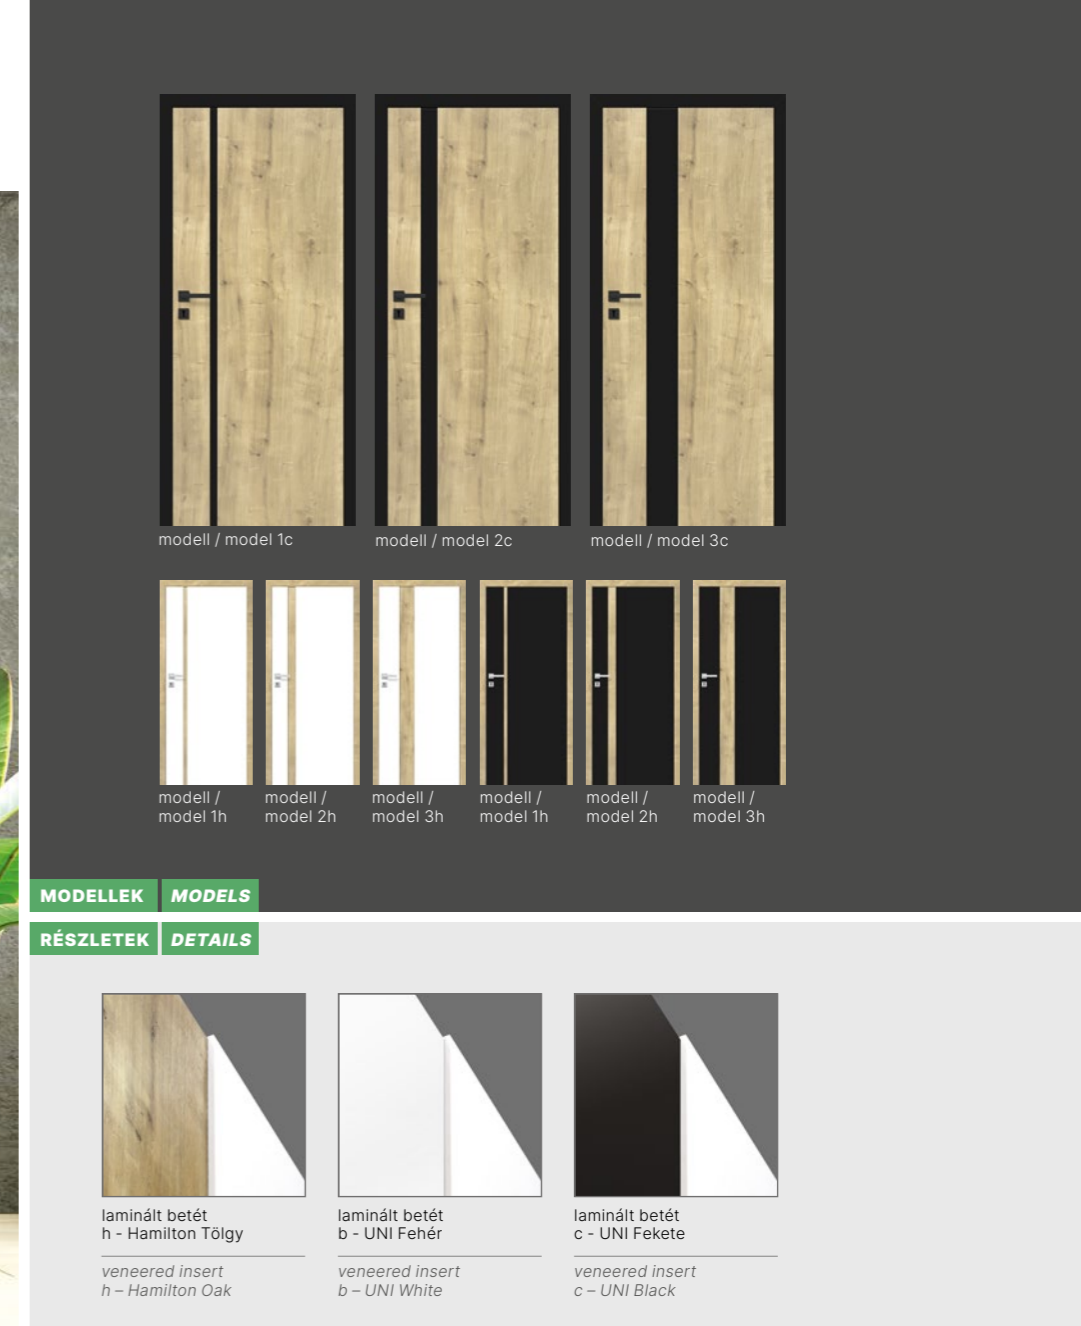 modell / model 1c
modell / model 2c
modell / model 3c
modell /
model 1h
modell /
model 2h
modell /
model 3h
modell /
model 1h
modell /
model 2h
modell /
model 3h
MODELLEK MODELS
RÉSZLETEK DETAILS
laminált betét
h - Hamilton Tölgy
veneered insert
h – Hamilton Oak
laminált betét
b - UNI Fehér
veneered insert
b – UNI White
laminált betét
c - UNI Fekete
veneered insert
c – UNI Black